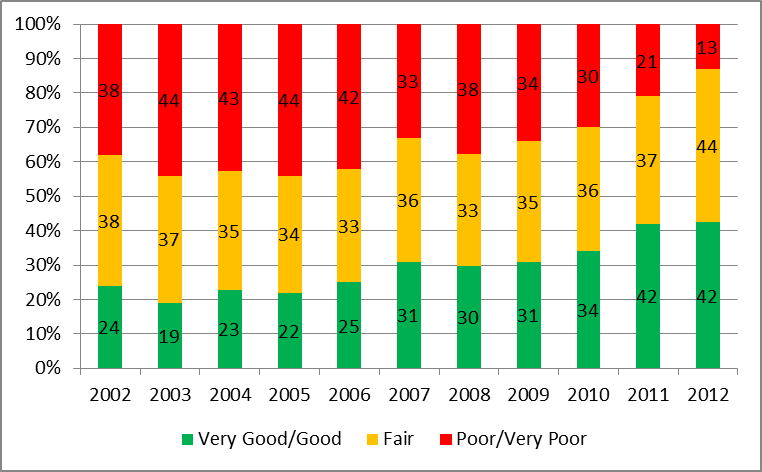 100%
90%
80%
70%
60%
50%
40%
30%
20%
10%
0%
38 44 43 44 42 33 38 34 30 21 13
38 37 35 34 33 36 33 35 36 37 44
24 19 23 22 25 31 30 31 34 42 42
2002 2003 2004 2005 2006 2007 2008 2009 2010 2011 2012
Very Good/Good Fair Poor/Very Poor